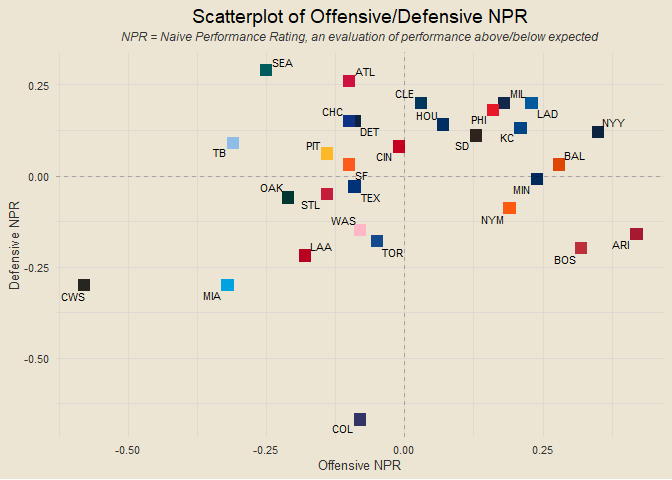 Scatterplot of Offensive/Defensive NPR
NPR = Naive Performance Rating, an evaluation of performance above/below expected
SEA
ATL
0.25
CLE
MIL
CHC
HOU
PHI
LAD
NYY
DET
SD
KC
TB
PIT
CIN
BAL
0.00
SF
OAK
TEX
MIN
STL
WAS
NYM
LAA
TOR
ARI
BOS
-0.25
CWS
MIA
-0.50
COL
-0.50
-0.25
0.00
0.25
Offensive NPR
Defensive NPR